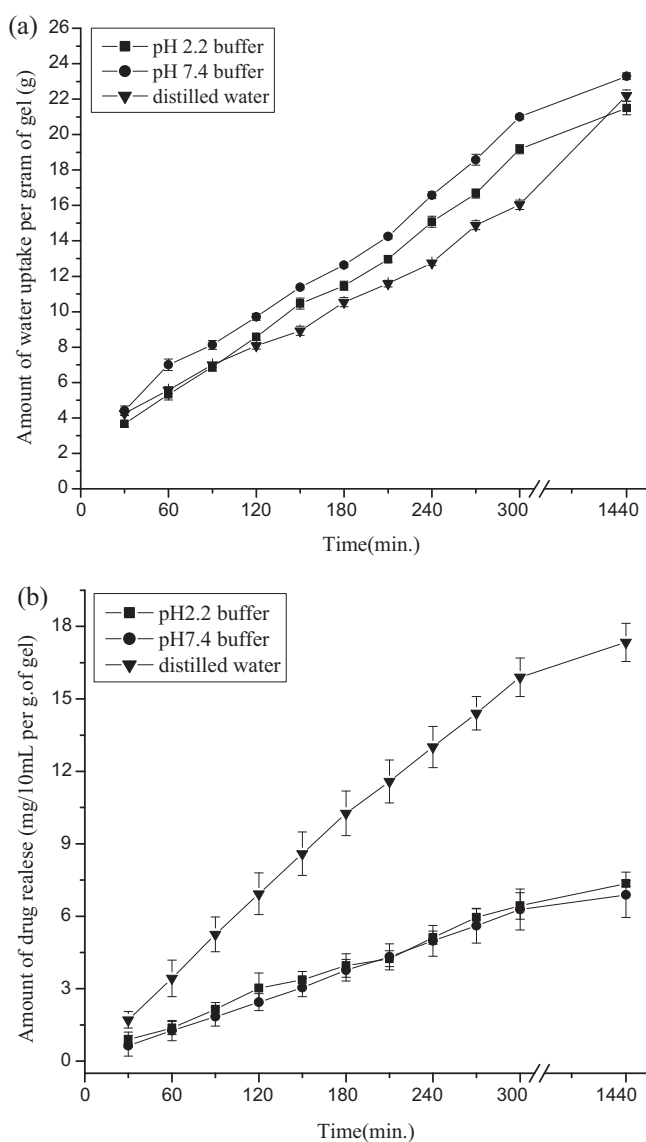 (a)
pH 2.2 buffer
pH 7.4 buffer
distilled water
Amount of water uptake per gram of gel (g)
26
24
22
20
18
16
14
12
10
8
6
4
2
0
0 60 120 180 240 300 1440
Time(min.)
(b)
pH2.2 buffer
pH7.4 buffer
distilled water
Amount of drug realese (mg/10mL per g.of gel)
18
15
12
9
6
3
0
0 60 120 180 240 300 1440
Time(min.)